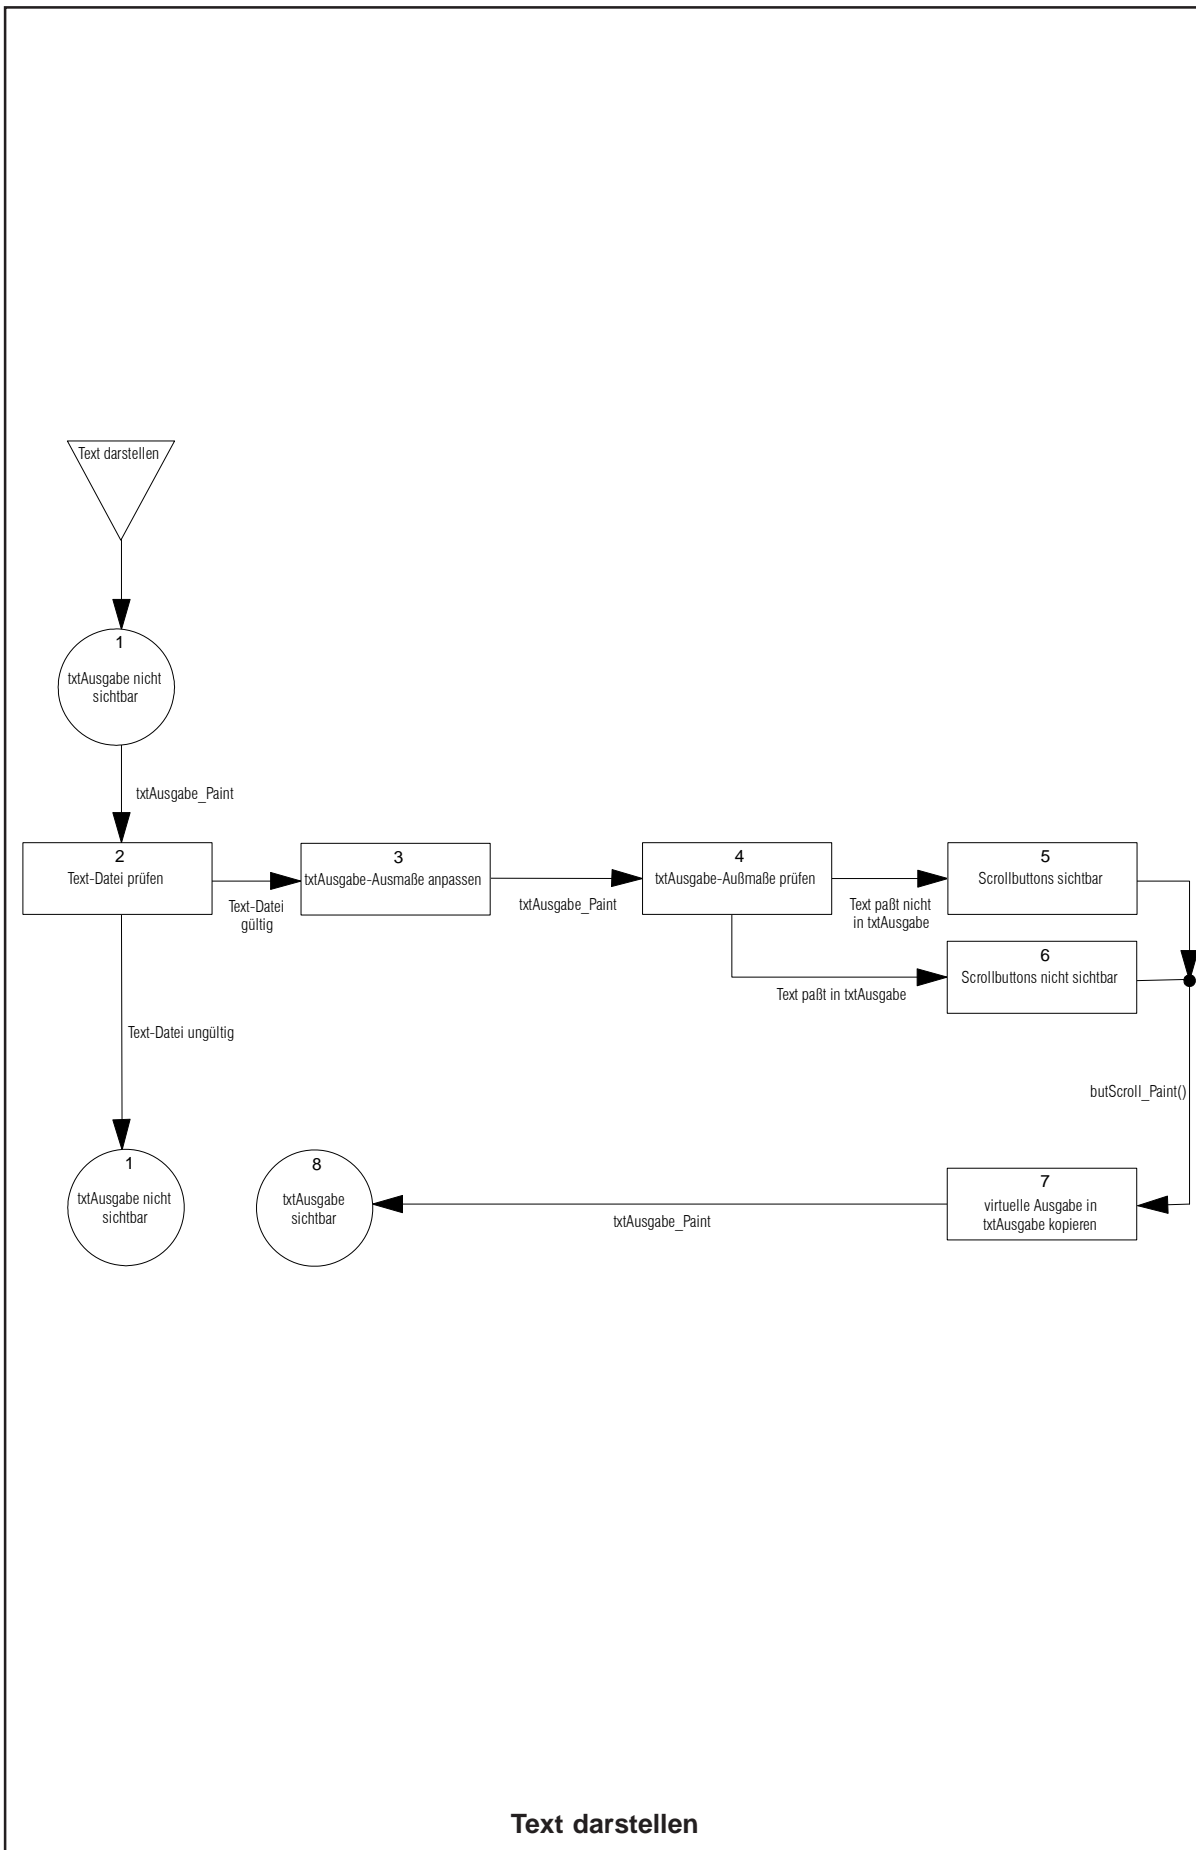 Text darstellen
1
txtAusgabe nicht
sichtbar
txtAusgabe_Paint
2
Text-Datei prüfen
Text-Datei
gültig
3
txtAusgabe-Ausmaße anpassen
txtAusgabe_Paint
4
txtAusgabe-Außmaße prüfen
Text paßt nicht
in txtAusgabe
5
Scrollbuttons sichtbar
Text paßt in txtAusgabe
6
Scrollbuttons nicht sichtbar
Text-Datei ungültig
butScroll_Paint()
1
txtAusgabe nicht
sichtbar
8
txtAusgabe
sichtbar
txtAusgabe_Paint
7
virtuelle Ausgabe in
txtAusgabe kopieren
Text darstellen